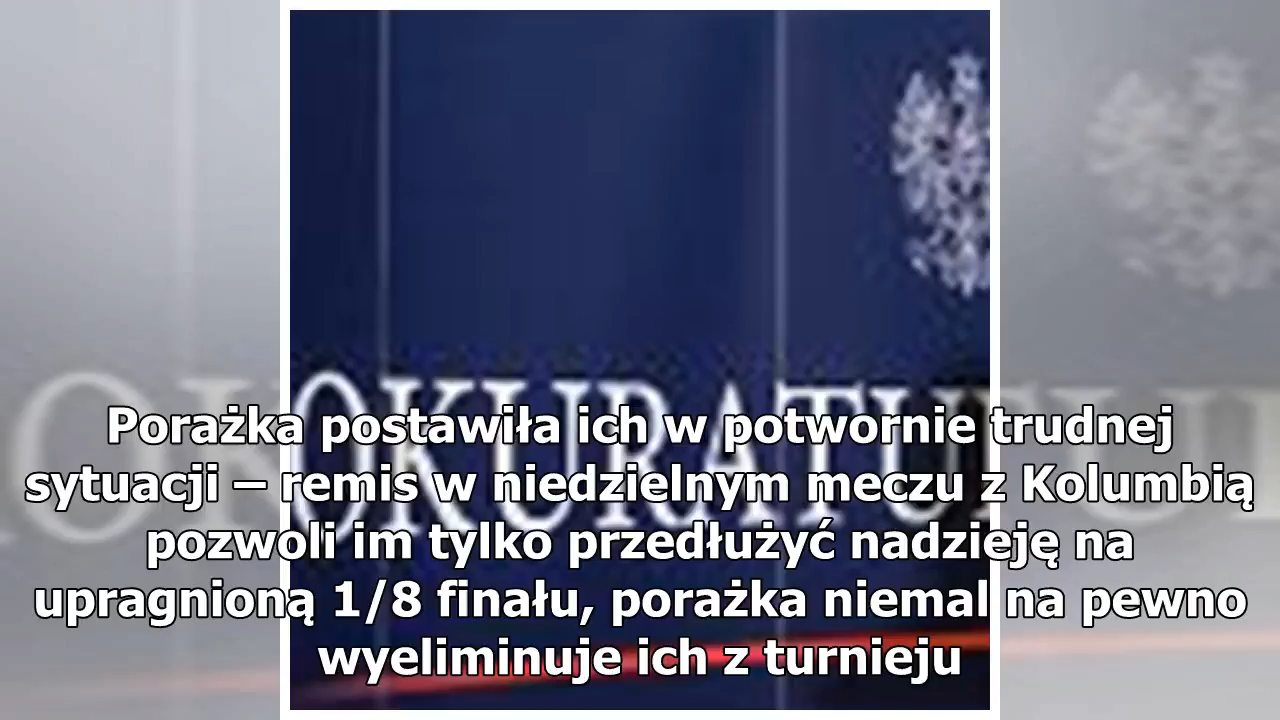 OKURATU
Porażka postawiła ich w potwornie trudnej
sytuacji – remis w niedzielnym meczu z Kolumbią
pozwoli im tylko przedłużyć nadzieję na
upragnioną 1/8 finału, porażka niemal na pewno
wyeliminuje ich z turnieju